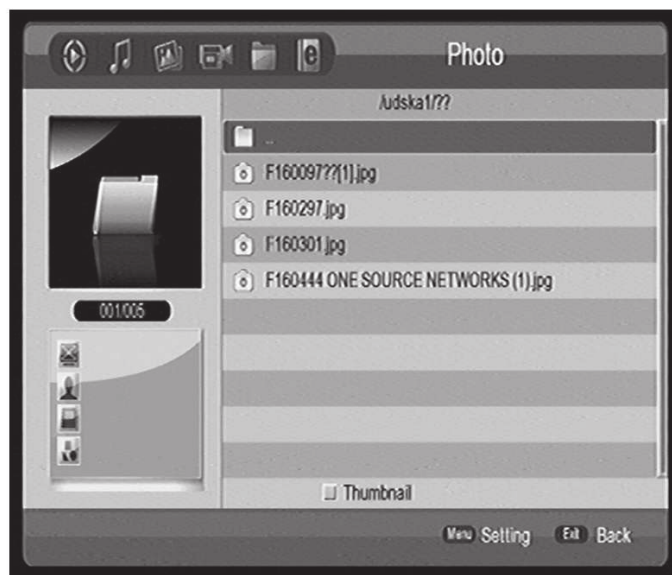 Photo
/udska1/??
..
F160097??[1].jpg
F160297.jpg
F160301.jpg
F160444 ONE SOURCE NETWORKS (1).jpg
001/005
Thumbnail
Menu Setting Exit Back